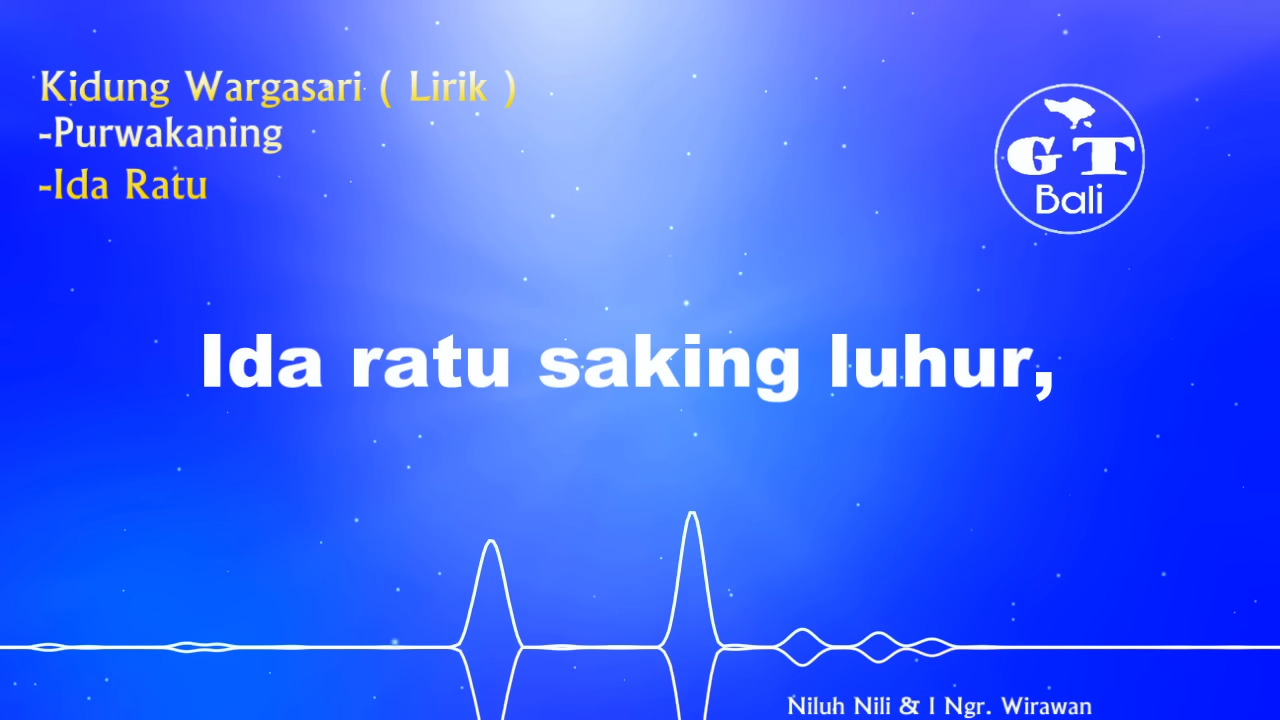 Kidung Wargasari ( Lirik )
-Purwakaning
-Ida Ratu
GT
Bali
Ida ratu saking luhur,
Niluh Nili & I Ngr. Wirawan